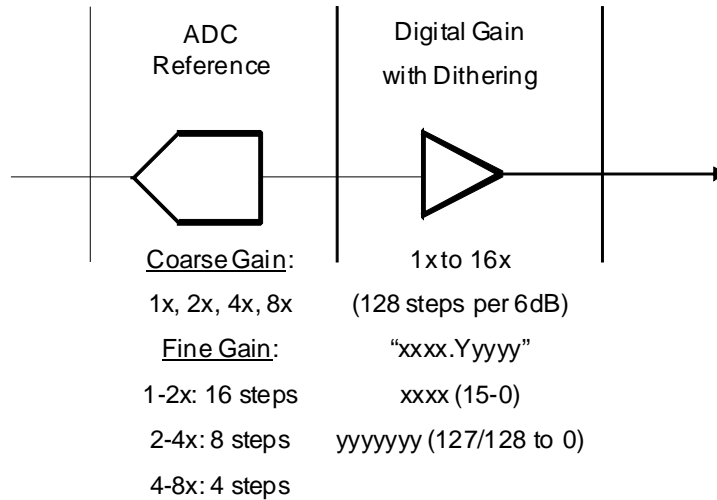 ADC
Reference
Digital Gain
with Dithering
Coarse Gain:
1x, 2x, 4x, 8x
Fine Gain:
1-2x: 16 steps
2-4x: 8 steps
4-8x: 4 steps
1x to 16x
(128 steps per 6dB)
“xxxx.Yyyyy”
xxxx (15-0)
yyyyyyy (127/128 to 0)